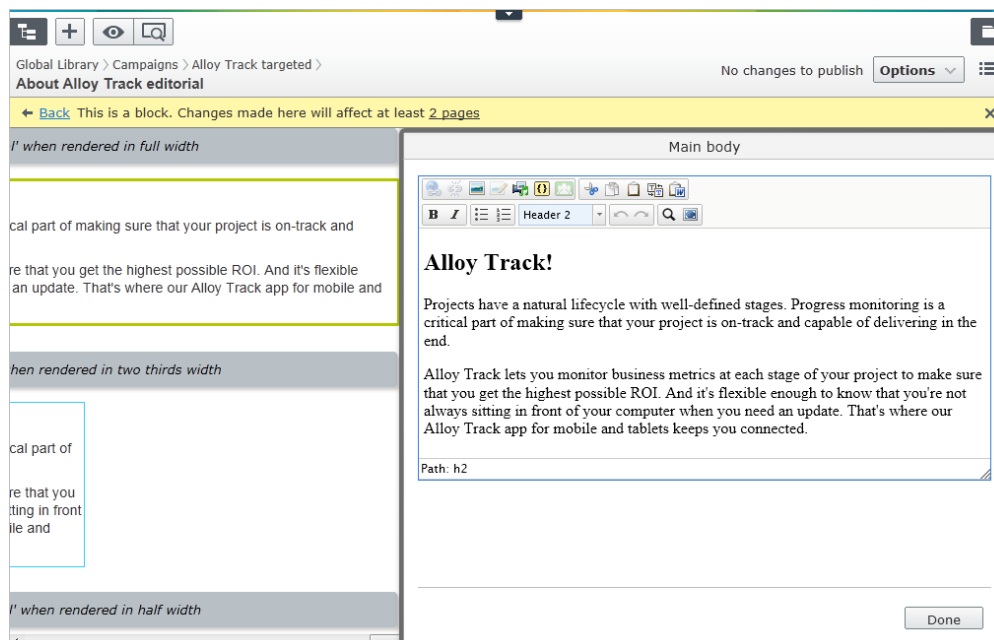 Global Library > Campaigns > Alloy Track targeted >
About Alloy Track editorial
No changes to publish
Options
Back This is a block. Changes made here will affect at least 2 pages
l' when rendered in full width
cal part of making sure that your project is on-track and
re that you get the highest possible ROI. And it's flexible
an update. That's where our Alloy Track app for mobile and
hen rendered in two thirds width
cal part of
re that you
tting in front
ile and
l' when rendered in half width
Main body
B I Header 2
Alloy Track!
Projects have a natural lifecycle with well-defined stages. Progress monitoring is a
critical part of making sure that your project is on-track and capable of delivering in the
end.
Alloy Track lets you monitor business metrics at each stage of your project to make sure
that you get the highest possible ROI. And it's flexible enough to know that you're not
always sitting in front of your computer when you need an update. That's where our
Alloy Track app for mobile and tablets keeps you connected.
Path: h2
Done